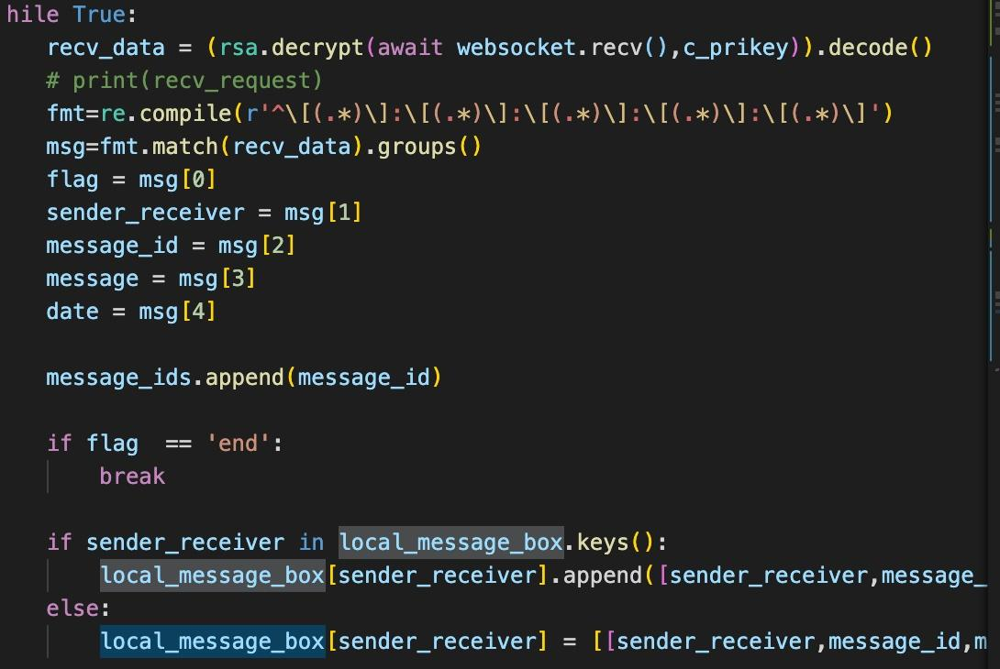 hile True:
    recv_data = (rsa.decrypt(await websocket.recv(),c_prikey)).decode()
    # print(recv_request)
    fmt=re.compile(r'^\[(.*)\]:\[(.*)\]:\[(.*)\]:\[(.*)\]:\[(.*)\]')
    msg=fmt.match(recv_data).groups()
    flag = msg[0]
    sender_receiver = msg[1]
    message_id = msg[2]
    message = msg[3]
    date = msg[4]
    message_ids.append(message_id)
    if flag  == 'end':
        break
    if sender_receiver in local_message_box.keys():
        local_message_box[sender_receiver].append([sender_receiver,message_
    else:
        local_message_box[sender_receiver] = [[sender_receiver,message_id,m